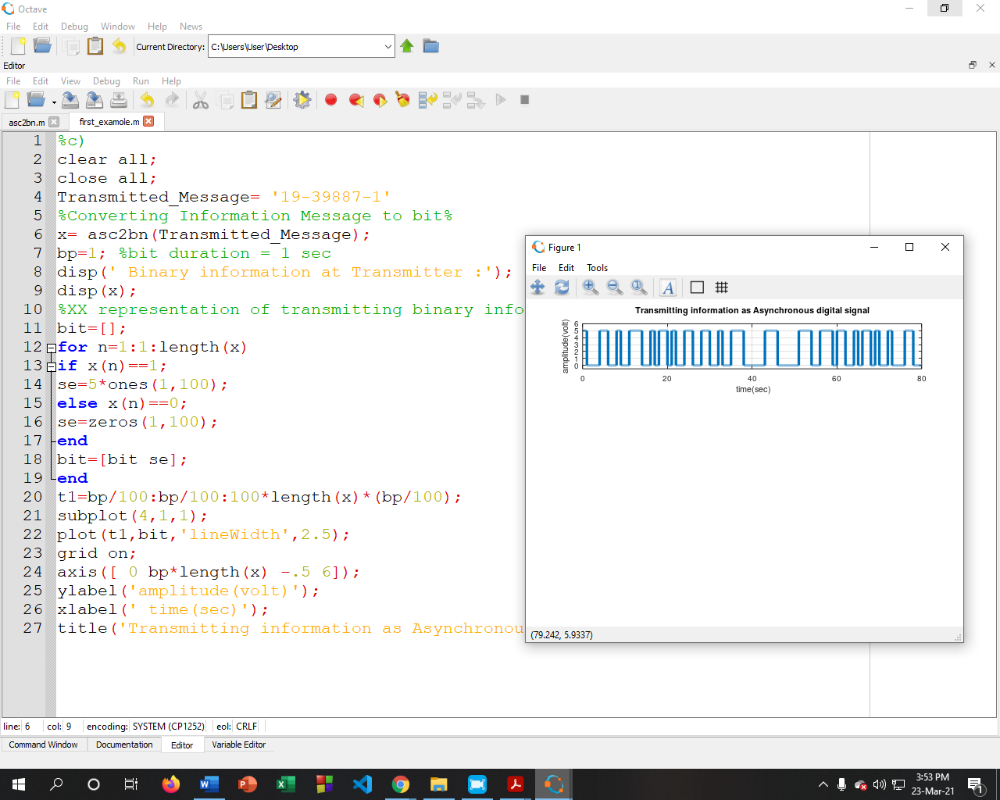 Octave
File Edit Debug Window Help News
Current Directory: C:\Users\User\Desktop
Editor
File Edit View Debug Run Help
asc2bn.m first_examole.m
1 %c)
2 clear all;
3 close all;
4 Transmitted_Message= '19-39887-1'
5 %Converting Information Message to bit%
6 x= asc2bn(Transmitted_Message);
7 bp=1; %bit duration = 1 sec
8 disp(' Binary information at Transmitter :');
9 disp(x);
10 %XX representation of transmitting binary info
11 bit=[];
12 for n=1:1:length(x)
13 if x(n)==1;
14 se=5*ones(1,100);
15 else x(n)==0;
16 se=zeros(1,100);
17 end
18 bit=[bit se];
19 end
20 t1=bp/100:bp/100:100*length(x)*(bp/100);
21 subplot(4,1,1);
22 plot(t1,bit,'lineWidth',2.5);
23 grid on;
24 axis([ 0 bp*length(x) -.5 6]);
25 ylabel('amplitude(volt)');
26 xlabel(' time(sec)');
27 title('Transmitting information as Asynchronou
Figure 1
File Edit Tools
A
Transmitting information as Asynchronous digital signal
amplitude(volt)
6
5
4
3
2
1
0
0 20 40 60 80
time(sec)
(79.242, 5.9337)
line: 6 col: 9 encoding: SYSTEM (CP1252) eol: CRLF
Command Window Documentation Editor Variable Editor
3:53 PM
23-Mar-21
1